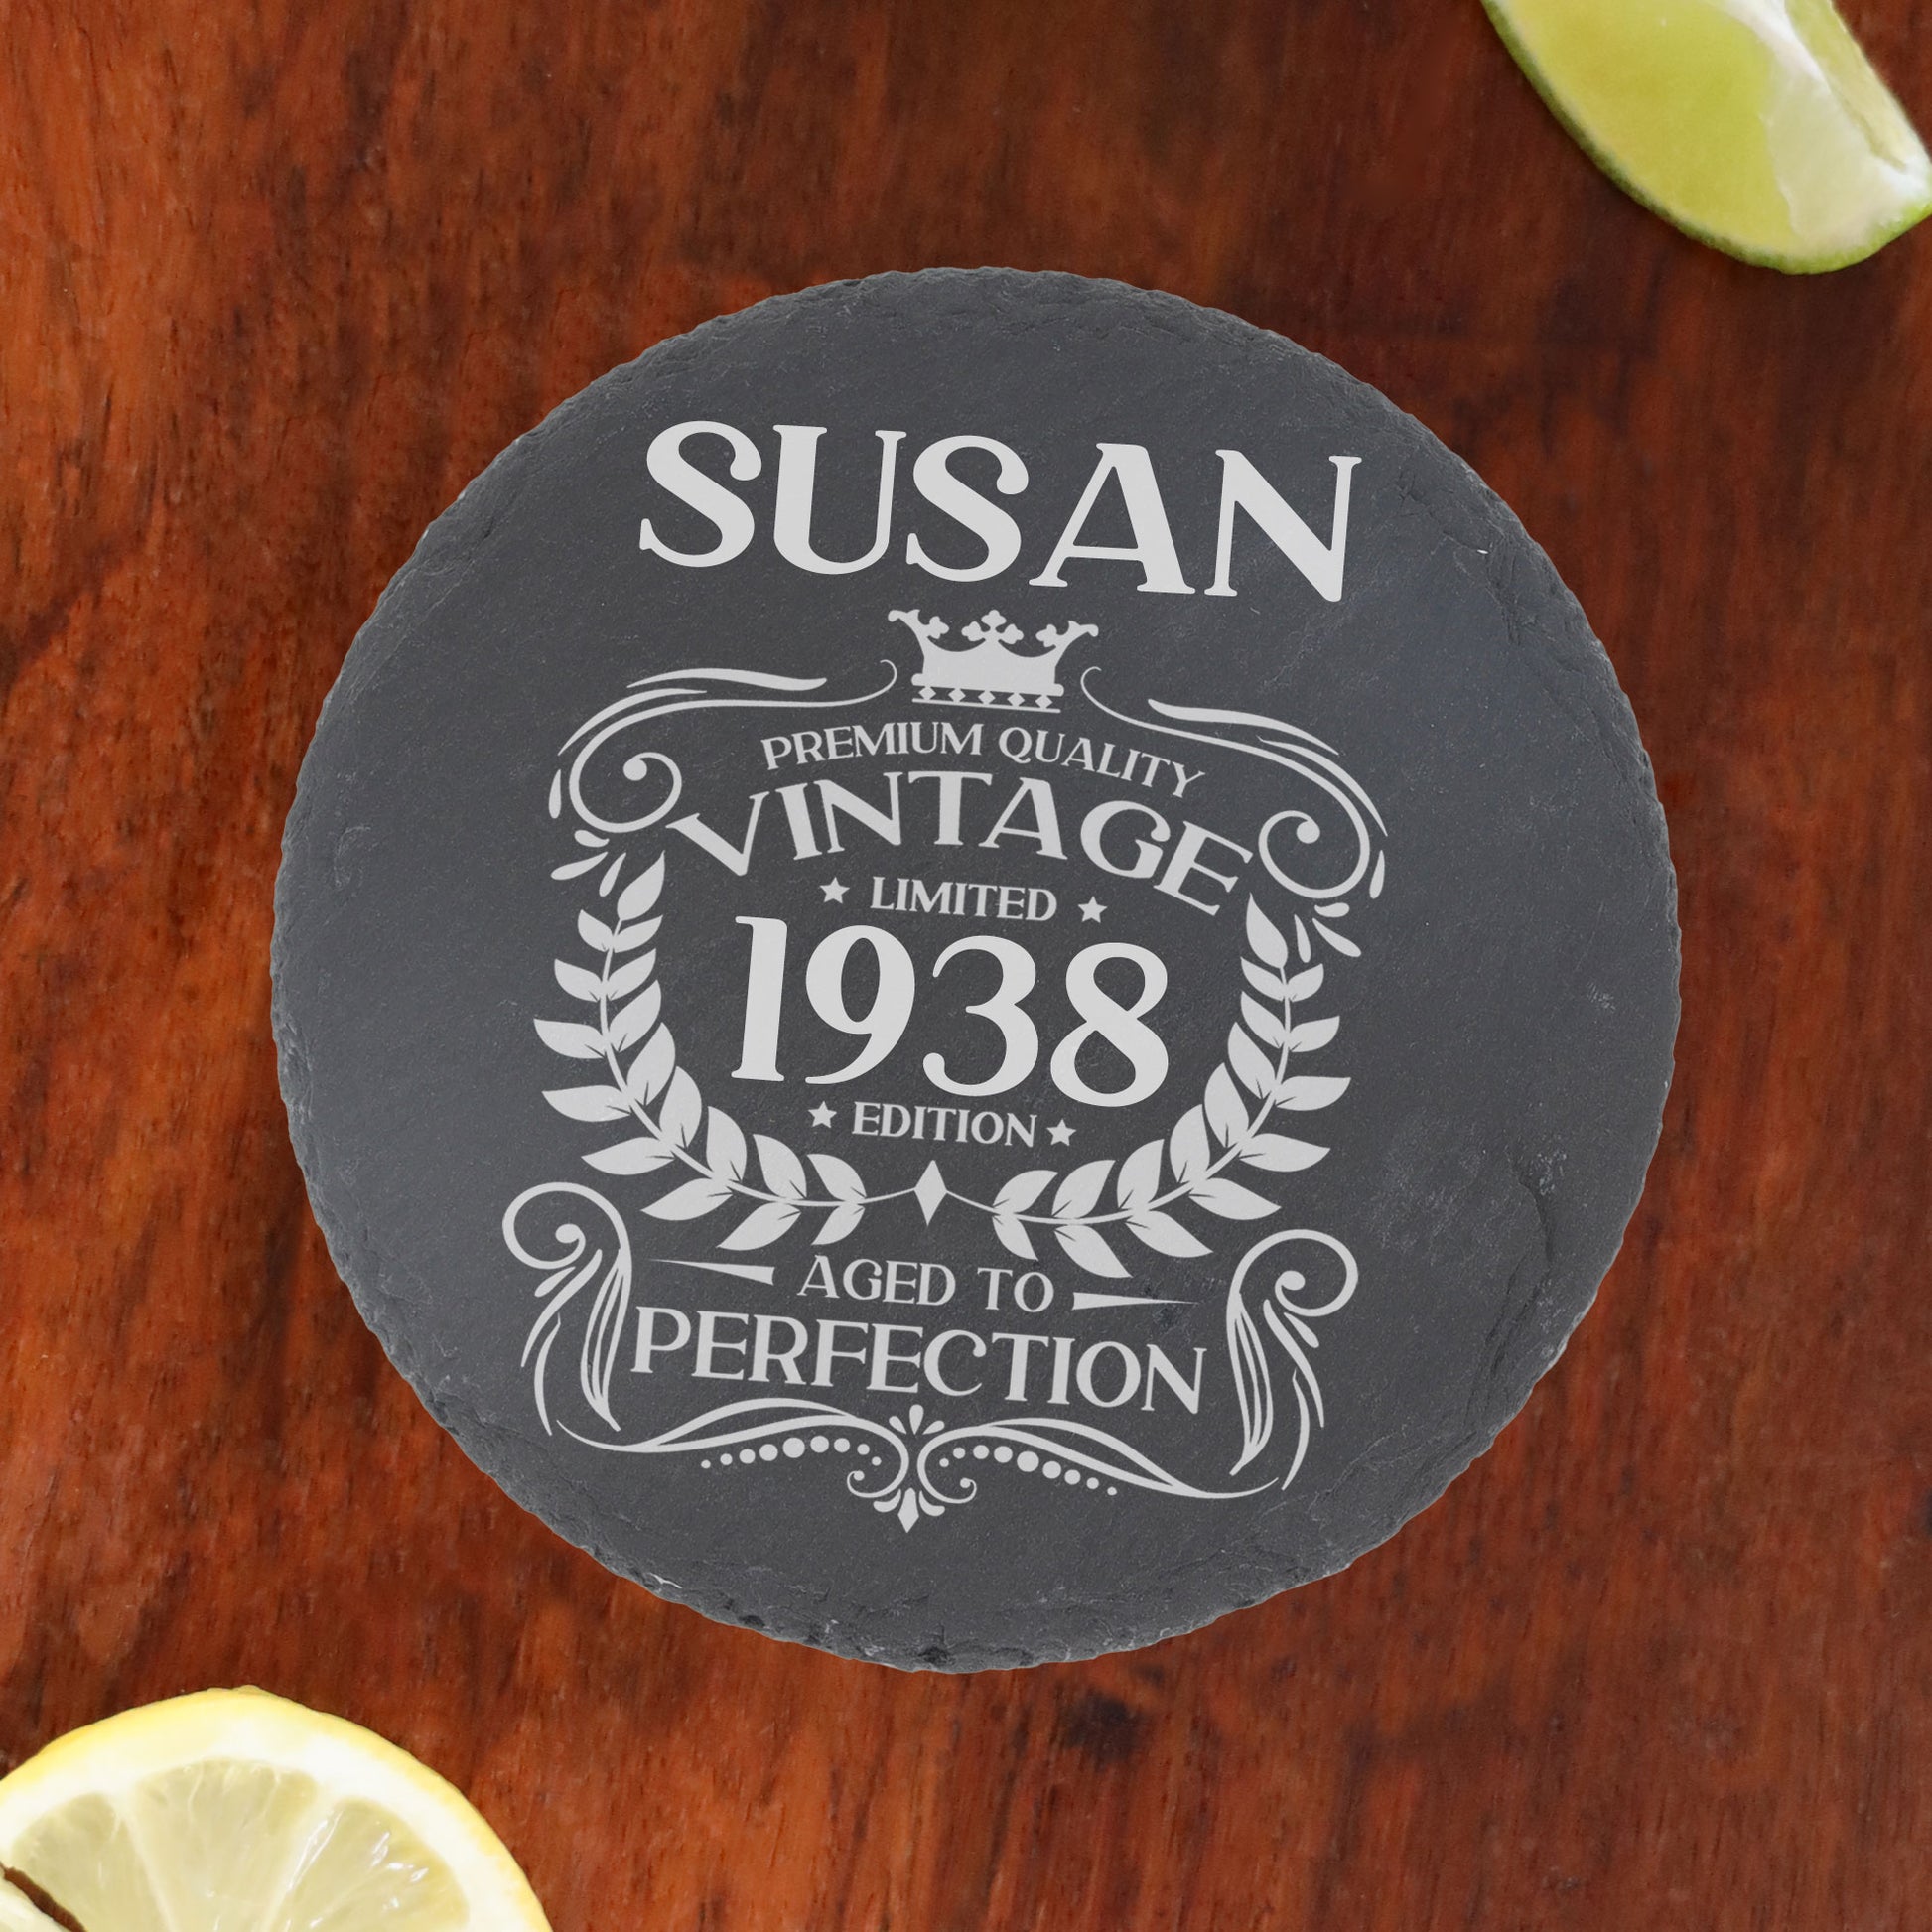 SUSAN
PREMIUM QUALITY
VINTAGE
LIMITED
1938
EDITION
AGED TO
PERFECTION